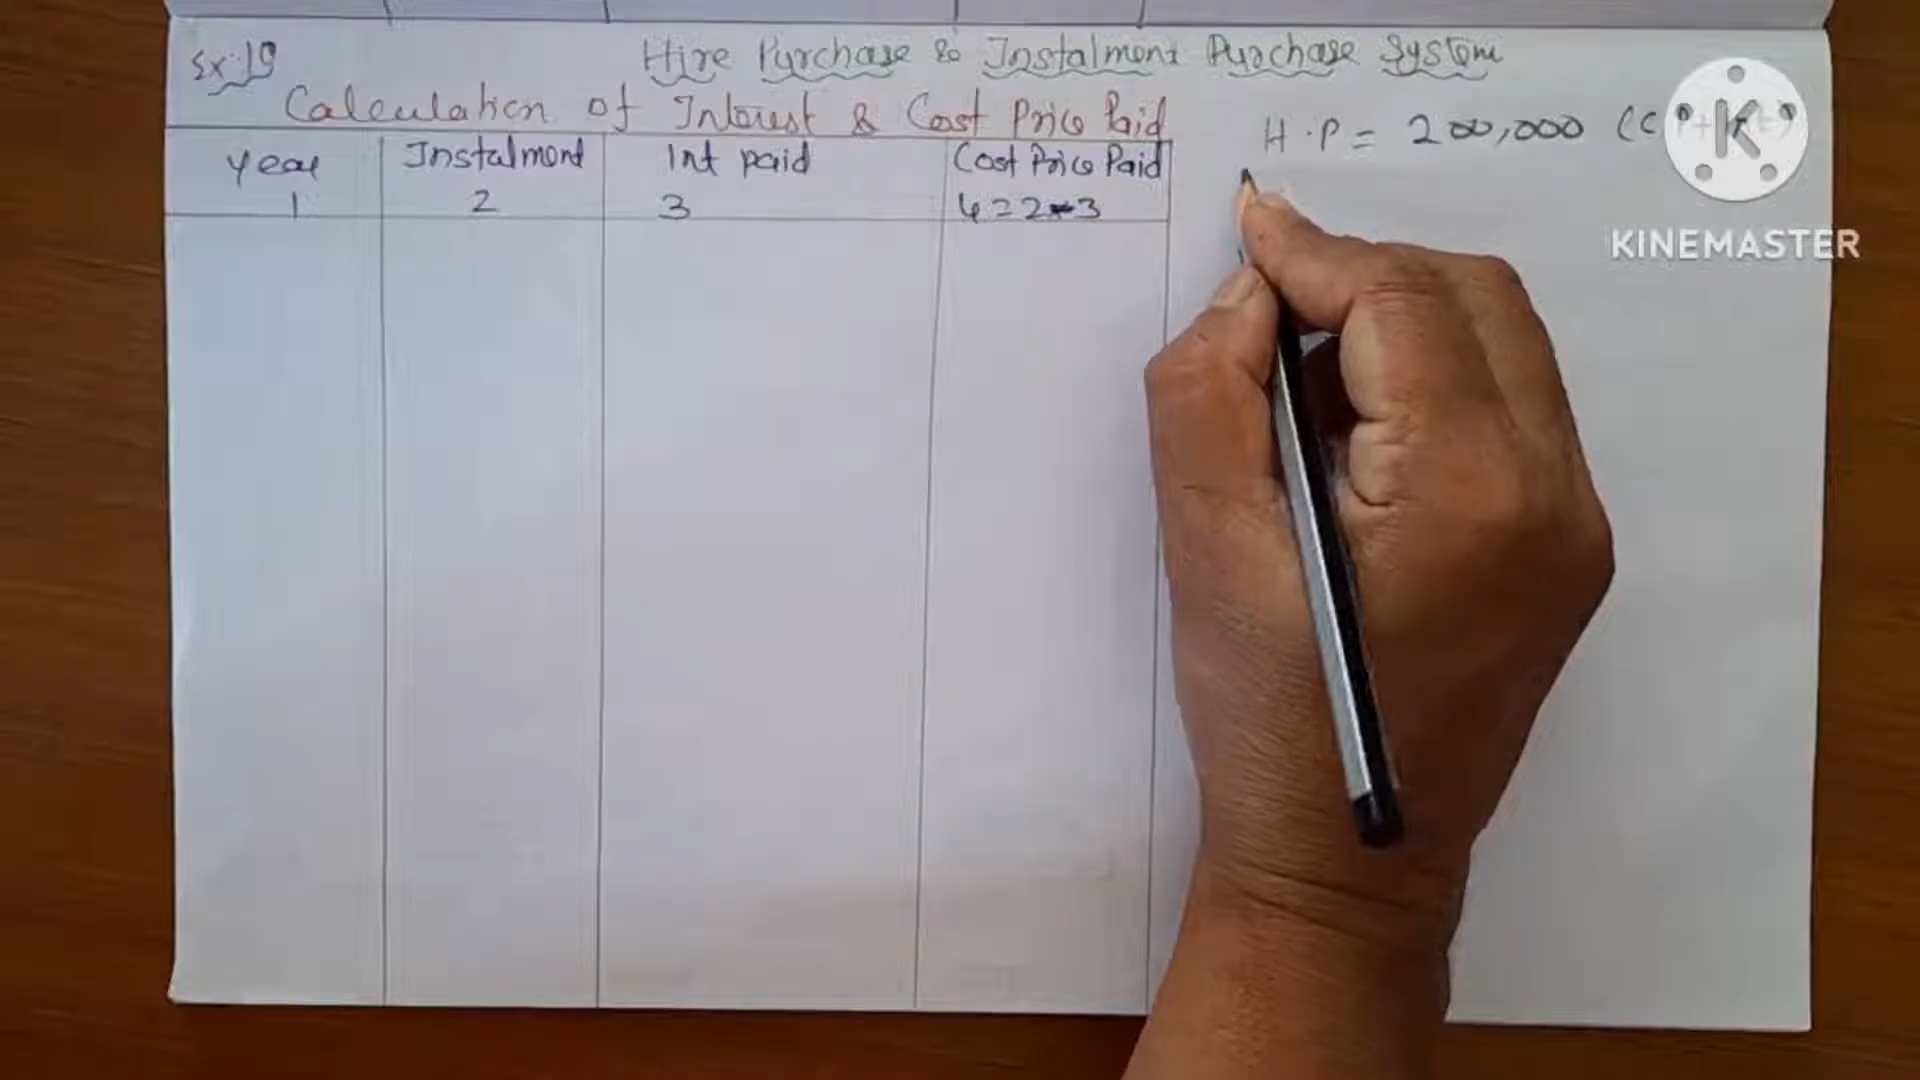 Ex:19
Hire Purchase & Instalment Purchase System
Calculation of Interest & Cost Price Paid
H.P = 200,000 (C
Year Instalment Int paid Cost Price Paid
1 2 3 4=2-3
K
KINEMASTER